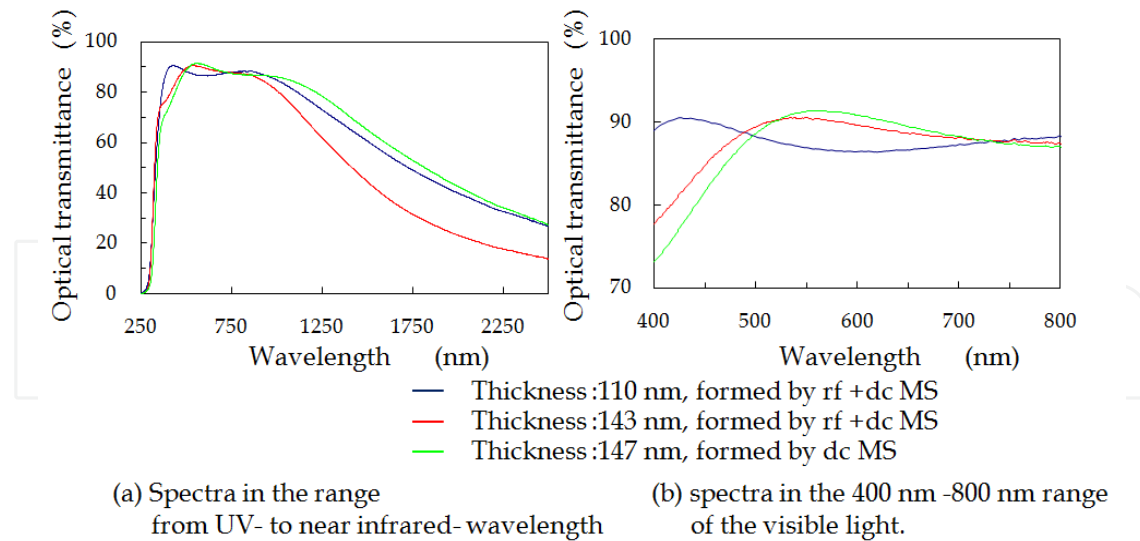 Optical transmittance (%)
100
80
60
40
20
0
250 750 1250 1750 2250
Wavelength (nm)
Optical transmittance (%)
100
90
80
70
400 500 600 700 800
Wavelength (nm)
Thickness :110 nm, formed by rf +dc MS
Thickness :143 nm, formed by rf +dc MS
Thickness :147 nm, formed by dc MS
(a) Spectra in the range
from UV- to near infrared- wavelength
(b) spectra in the 400 nm -800 nm range
of the visible light.